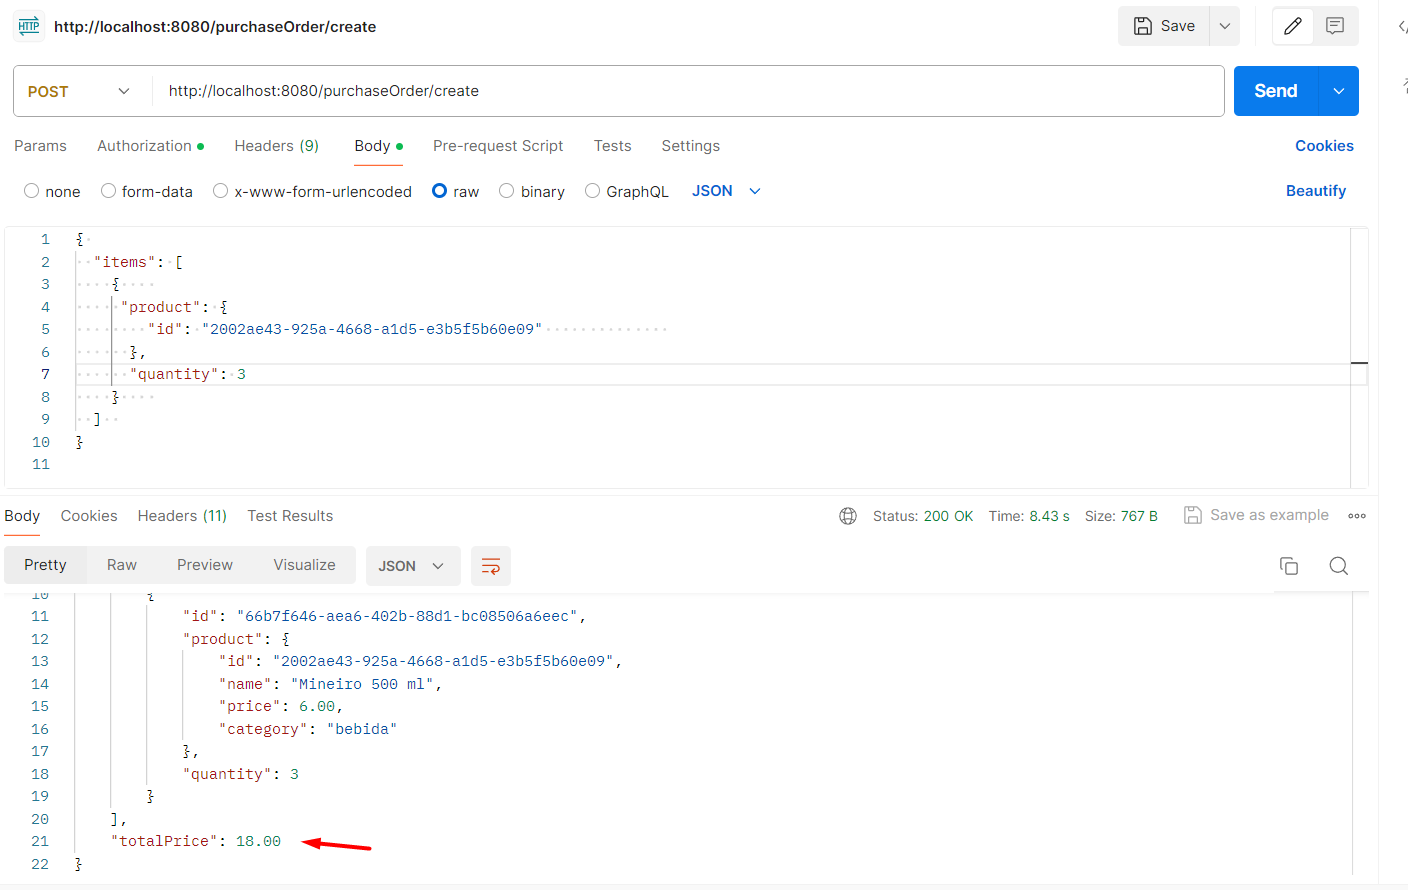 HTTP http://localhost:8080/purchaseOrder/create Save
POST http://localhost:8080/purchaseOrder/create Send
Params Authorization Headers (9) Body Pre-request Script Tests Settings Cookies
none form-data x-www-form-urlencoded raw binary GraphQL JSON Beautify
1 {
2 "items": [
3 {
4 "product": {
5 "id": "2002ae43-925a-4668-a1d5-e3b5f5b60e09"
6 },
7 "quantity": 3
8 }
9 ]
10 }
11
Body Cookies Headers (11) Test Results Status: 200 OK Time: 8.43 s Size: 767 B Save as example
Pretty Raw Preview Visualize JSON
10 {
11 "id": "66b7f646-aea6-402b-88d1-bc08506a6eec",
12 "product": {
13 "id": "2002ae43-925a-4668-a1d5-e3b5f5b60e09",
14 "name": "Mineiro 500 ml",
15 "price": 6.00,
16 "category": "bebida"
17 },
18 "quantity": 3
19 }
20 ],
21 "totalPrice": 18.00
22 }